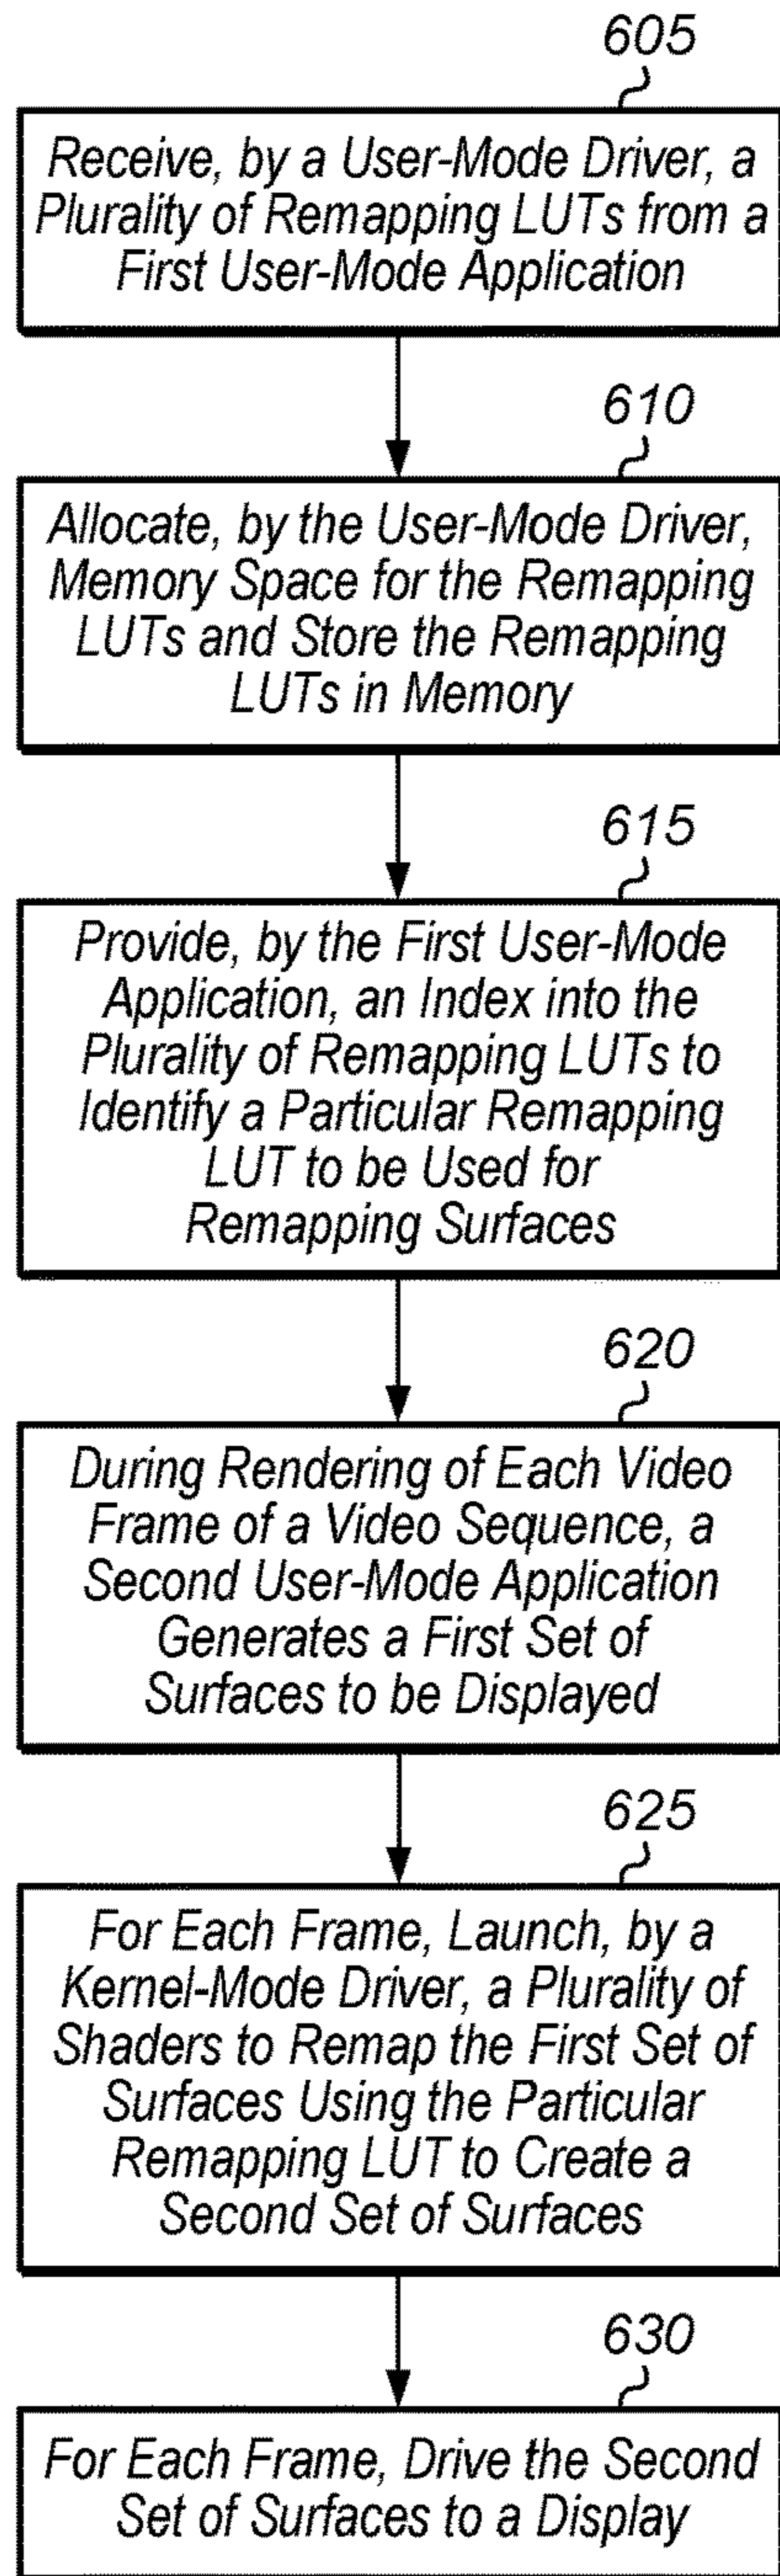 605
Receive, by a User-Mode Driver, a
Plurality of Remapping LUTs from a
First User-Mode Application
610
Allocate, by the User-Mode Driver,
Memory Space for the Remapping
LUTs and Store the Remapping
LUTs in Memory
615
Provide, by the First User-Mode
Application, an Index into the
Plurality of Remapping LUTs to
Identify a Particular Remapping
LUT to be Used for
Remapping Surfaces
620
During Rendering of Each Video
Frame of a Video Sequence, a
Second User-Mode Application
Generates a First Set of
Surfaces to be Displayed
625
For Each Frame, Launch, by a
Kernel-Mode Driver, a Plurality of
Shaders to Remap the First Set of
Surfaces Using the Particular
Remapping LUT to Create a
Second Set of Surfaces
630
For Each Frame, Drive the Second
Set of Surfaces to a Display